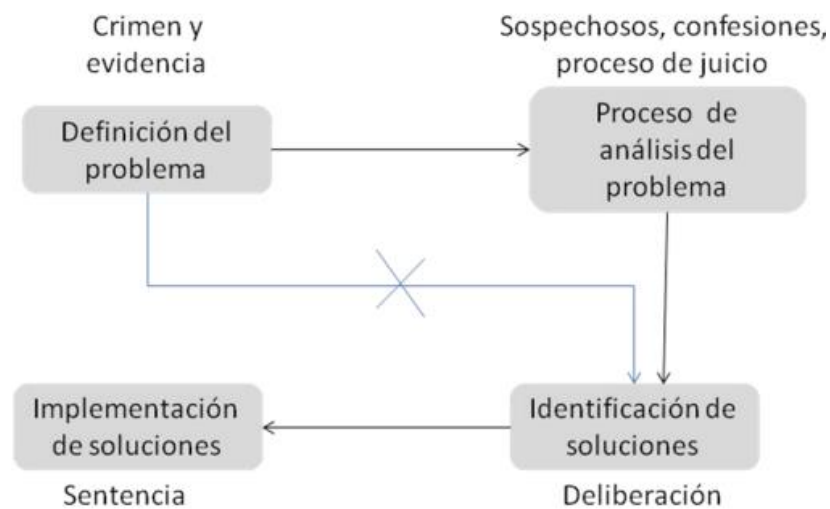 Crimen y
evidencia
Sospechosos, confesiones,
proceso de juicio
Definición del
problema
Proceso de
análisis del
problema
Implementación
de soluciones
Identificación de
soluciones
Sentencia
Deliberación